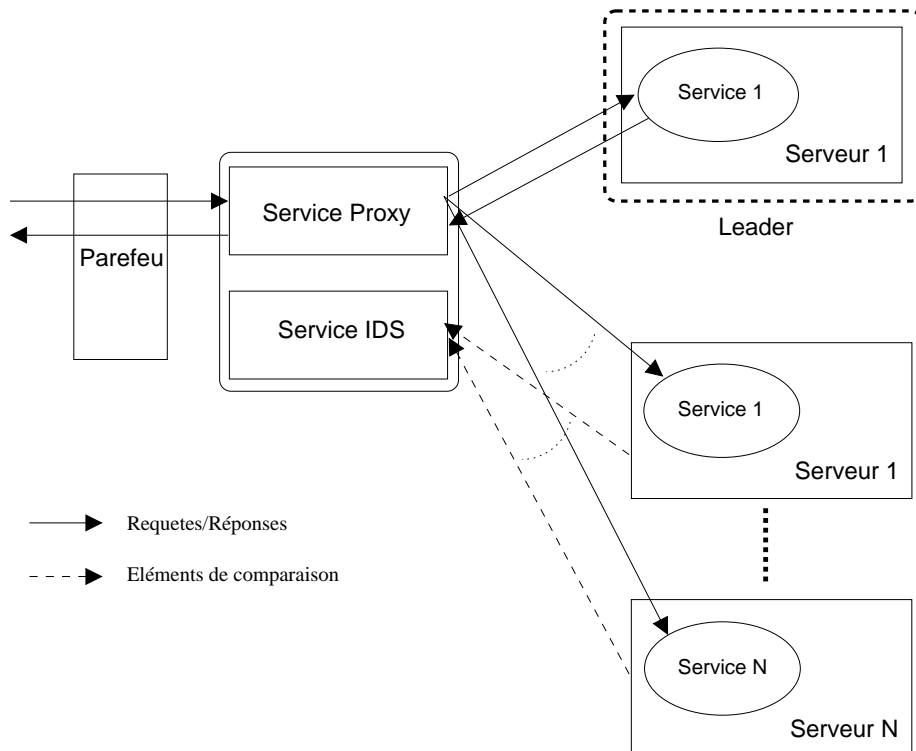 Service 1
Serveur 1
Leader
Service Proxy
Parefeu
Service IDS
Service 1
Serveur 1
Requetes/Réponses
Eléments de comparaison
Service N
Serveur N